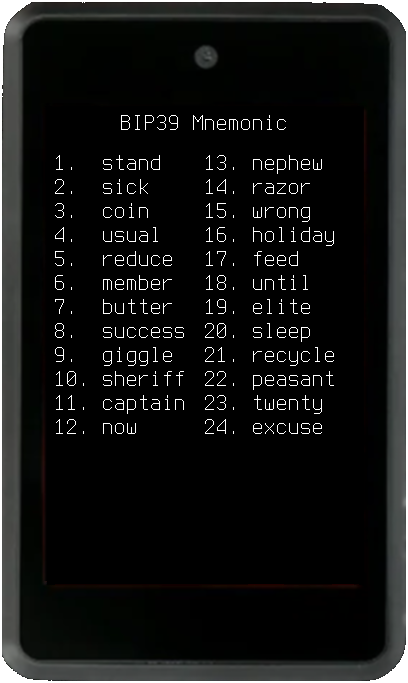 BIP39 Mnemonic
1. stand 13. nephew
2. sick 14. razor
3. coin 15. wrong
4. usual 16. holiday
5. reduce 17. feed
6. member 18. until
7. butter 19. elite
8. success 20. sleep
9. giggle 21. recycle
10. sheriff 22. peasant
11. captain 23. twenty
12. now 24. excuse